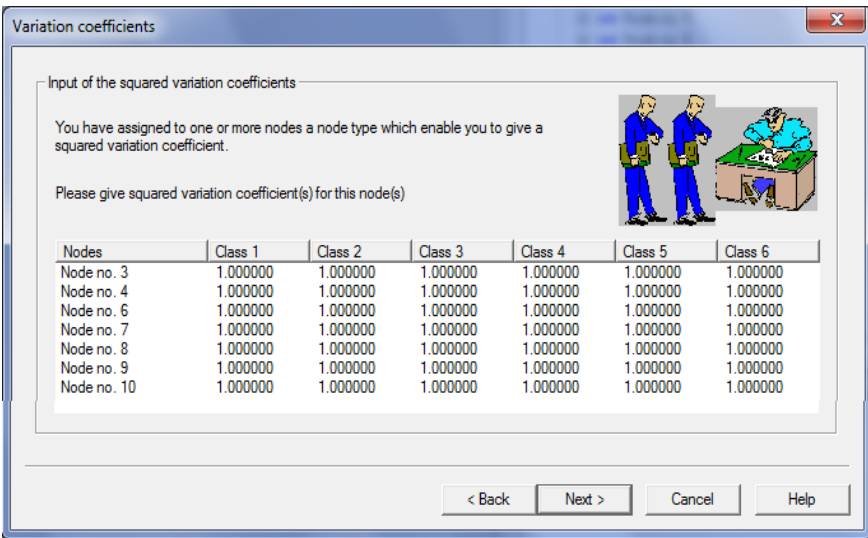 Variation coefficients
Input of the squared variation coefficients
You have assigned to one or more nodes a node type which enable you to give a
squared variation coefficient.
Please give squared variation coefficient(s) for this node(s)
Nodes Class 1 Class 2 Class 3 Class 4 Class 5 Class 6
Node no. 3 1.000000 1.000000 1.000000 1.000000 1.000000 1.000000
Node no. 4 1.000000 1.000000 1.000000 1.000000 1.000000 1.000000
Node no. 6 1.000000 1.000000 1.000000 1.000000 1.000000 1.000000
Node no. 7 1.000000 1.000000 1.000000 1.000000 1.000000 1.000000
Node no. 8 1.000000 1.000000 1.000000 1.000000 1.000000 1.000000
Node no. 9 1.000000 1.000000 1.000000 1.000000 1.000000 1.000000
Node no. 10 1.000000 1.000000 1.000000 1.000000 1.000000 1.000000
< Back Next > Cancel Help